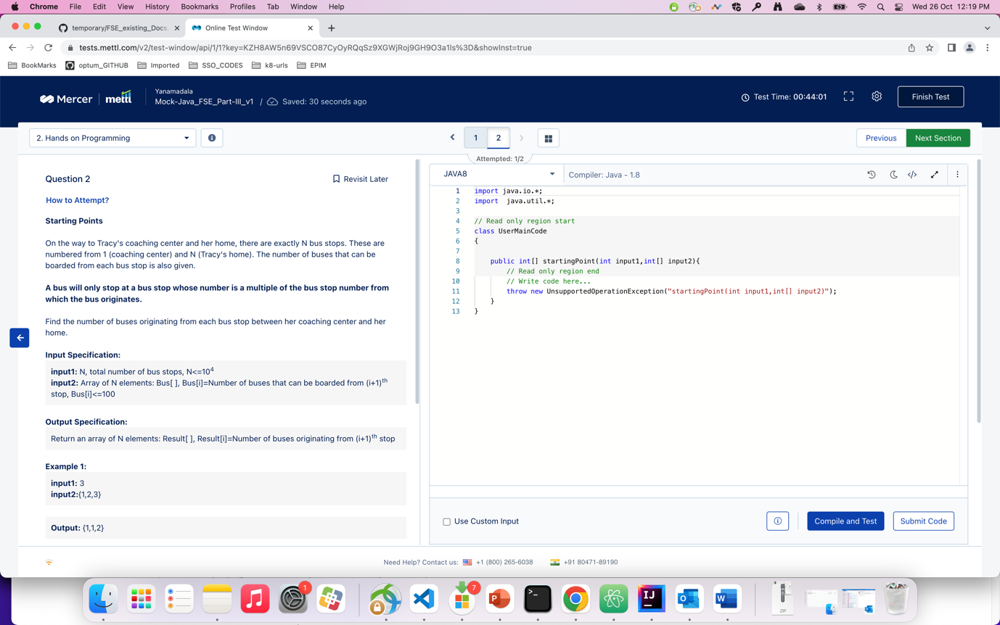 Chrome File Edit View History Bookmarks Profiles Tab Window Help
Wed 26 Oct 12:19 PM
temporary/FSE_existing_Docs
Online Test Window
tests.mettl.com/v2/test-window/api/1/1?key=KZH8AW5n69VSCO87CyOyRQqSz9XGWjRoj9GH9O3a1Is%3D&showInst=true
BookMarks optum_GITHUB Imported SSO_CODES k8-urls EPIM
Mercer mettl
Yanamadala
Mock-Java_FSE_Part-III_v1 / Saved: 30 seconds ago
Test Time: 00:44:01
Finish Test
2. Hands on Programming
1 2
Previous Next Section
Attempted: 1/2
Question 2
Revisit Later
How to Attempt?
Starting Points
On the way to Tracy's coaching center and her home, there are exactly N bus stops. These are
numbered from 1 (coaching center) and N (Tracy's home). The number of buses that can be
boarded from each bus stop is also given.
A bus will only stop at a bus stop whose number is a multiple of the bus stop number from
which the bus originates.
Find the number of buses originating from each bus stop between her coaching center and her
home.
Input Specification:
input1: N, total number of bus stops, N<=10^4
input2: Array of N elements: Bus[ ], Bus[i]=Number of buses that can be boarded from (i+1)th
stop, Bus[i]<=100
Output Specification:
Return an array of N elements: Result[ ], Result[i]=Number of buses originating from (i+1)th stop
Example 1:
input1: 3
input2:{1,2,3}
Output: {1,1,2}
JAVA8
Compiler: Java - 1.8
1 import java.io.*;
2 import  java.util.*;
3
4 // Read only region start
5 class UserMainCode
6 {
7
8     public int[] startingPoint(int input1,int[] input2){
9         // Read only region end
10         // Write code here...
11         throw new UnsupportedOperationException("startingPoint(int input1,int[] input2)");
12     }
13 }
Use Custom Input
Compile and Test
Submit Code
Need Help? Contact us: +1 (800) 265-6038 +91 80471-89190
1
7
ZIP